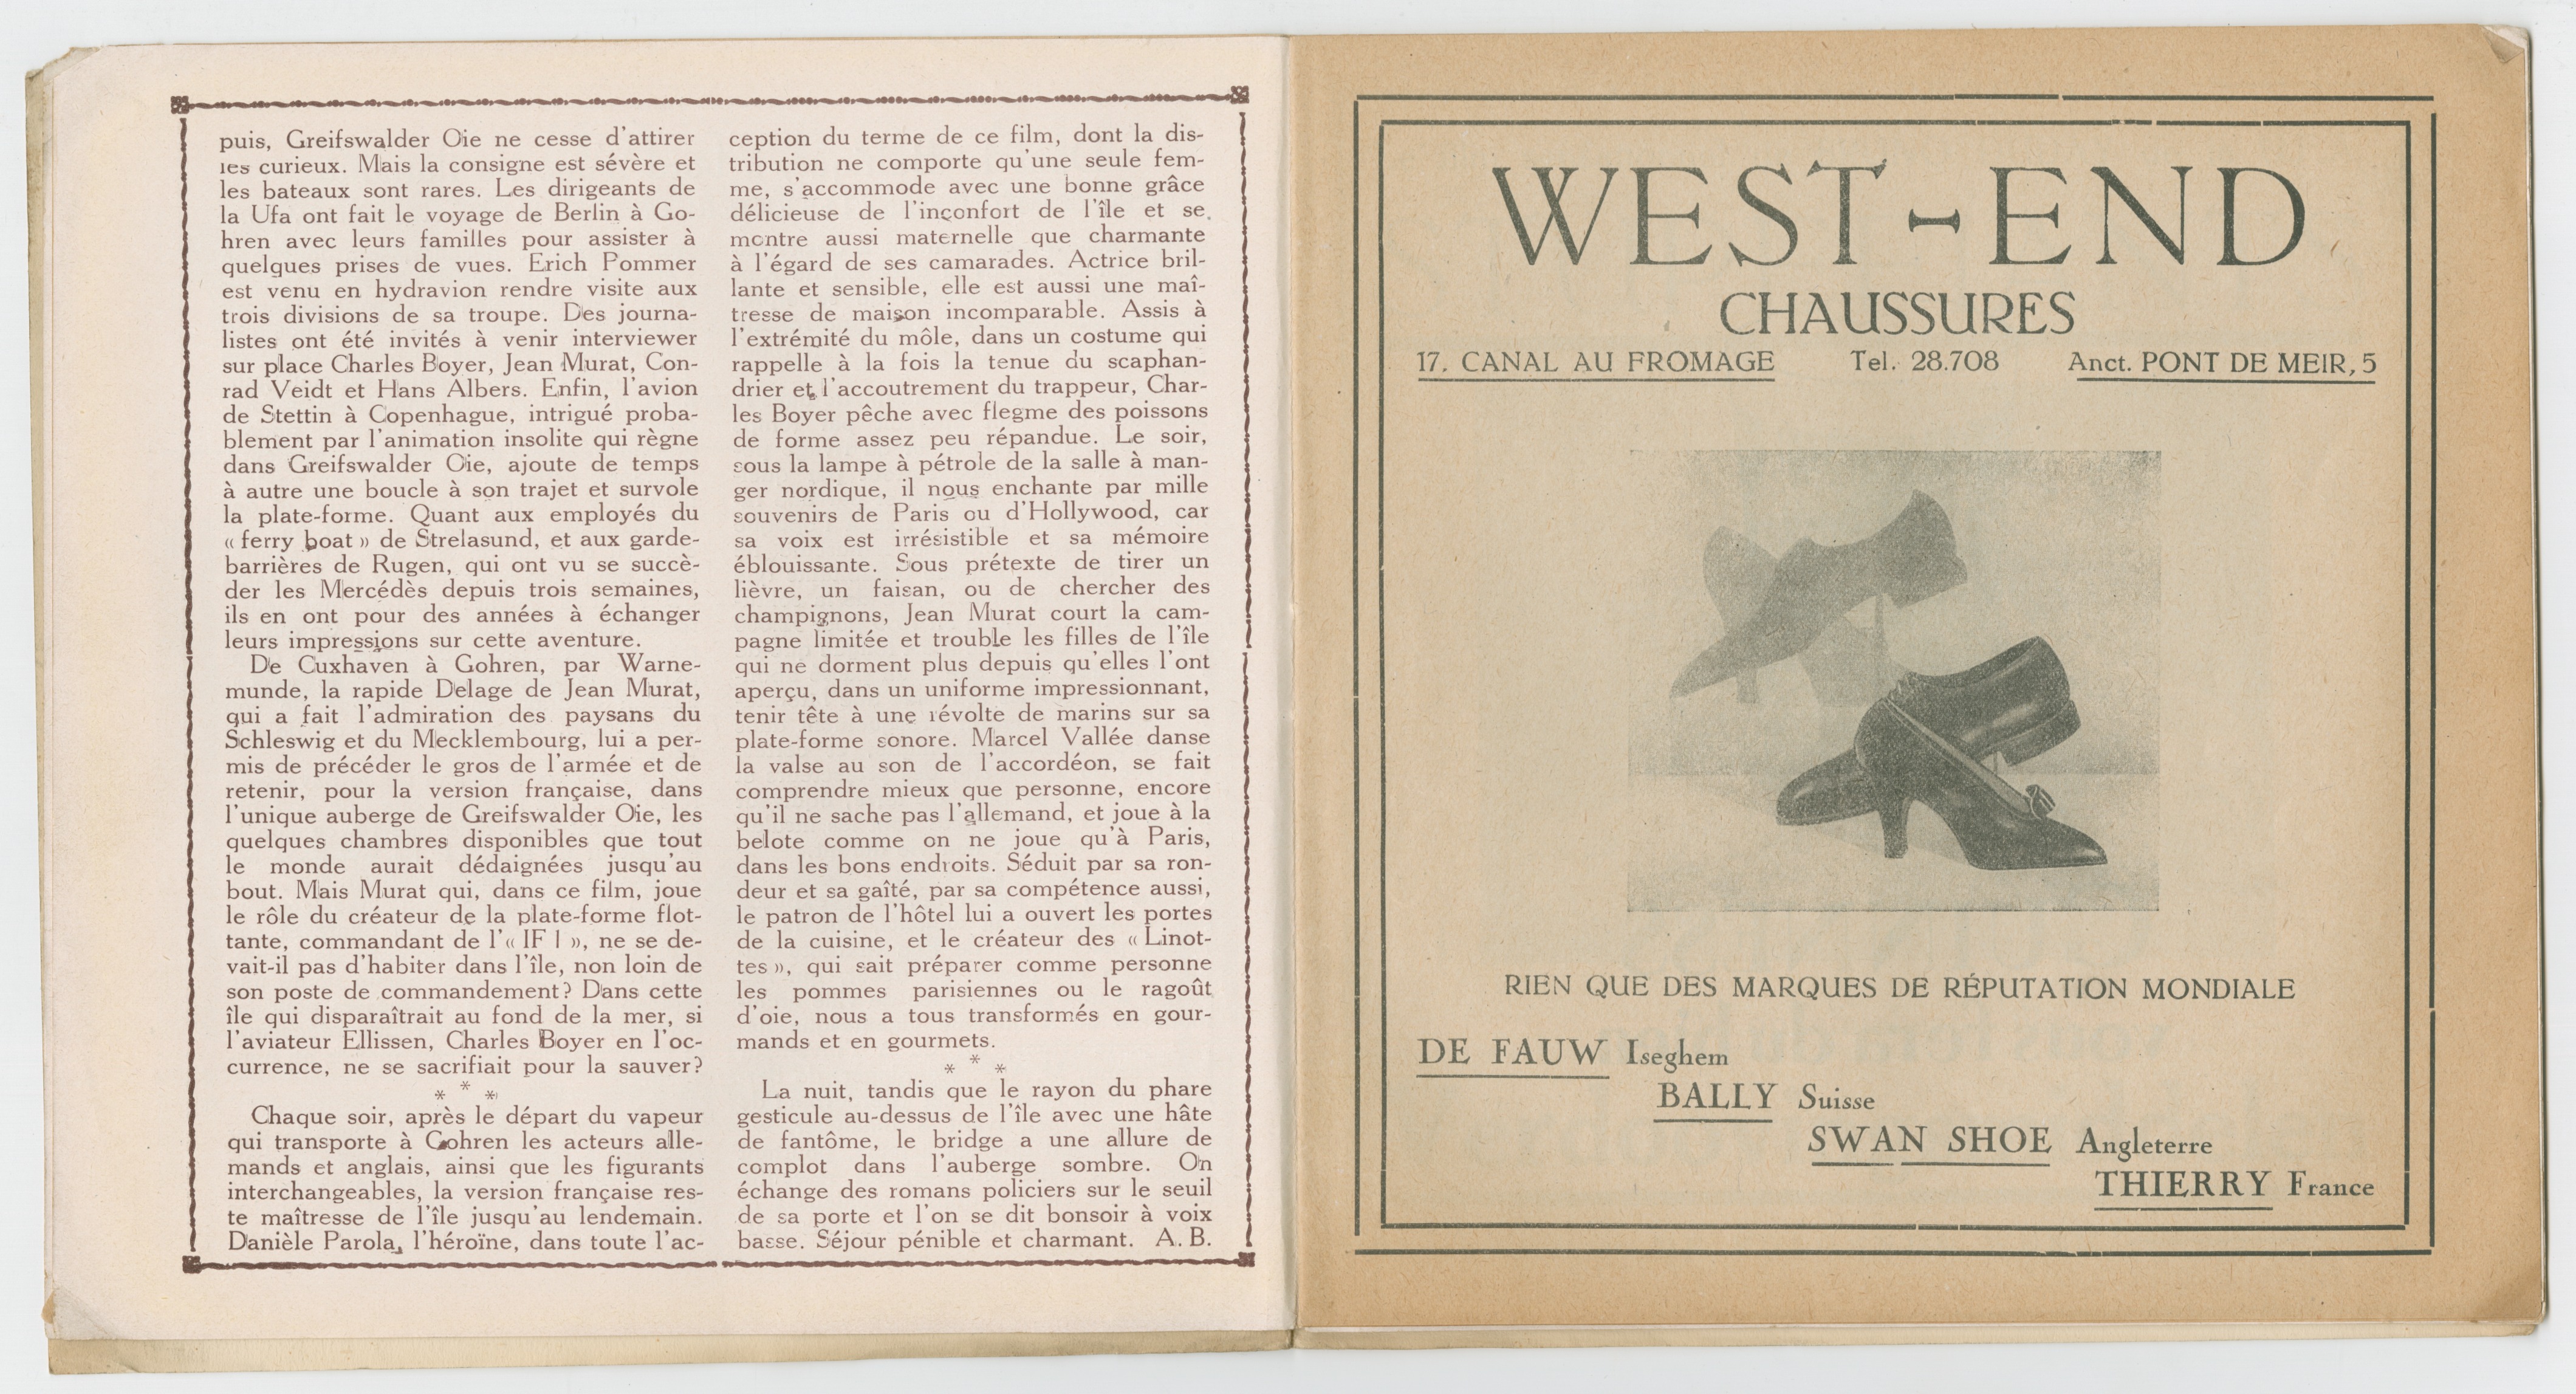 puis, Greifswalder Oie ne cesse d'attirer
les curieux. Mais la consigne est sévère et
les bateaux sont rares. Les dirigeants de
la Ufa ont fait le voyage de Berlin à Go-
hren avec leurs familles pour assister à
quelques prises de vues. Erich Pommer
est venu en hydravion rendre visite aux
trois divisions de sa troupe. Des journa-
listes ont été invités à venir interviewer
sur place Charles Boyer, Jean Murat, Con-
rad Veidt et Hans Albers. Enfin, l'avion
de Stettin à Copenhague, intrigué proba-
blement par l'animation insolite qui règne
dans Greifswalder Oie, ajoute de temps
à autre une boucle à son trajet et survole
la plate-forme. Quant aux employés du
« ferry boat » de Strelasund, et aux garde-
barrières de Rugen, qui ont vu se succè-
der les Mercédès depuis trois semaines,
ils en ont pour des années à échanger
leurs impressions sur cette aventure.
De Cuxhaven à Gohren, par Warne-
munde, la rapide Delage de Jean Murat,
qui a fait l'admiration des paysans du
Schleswig et du Mecklembourg, lui a per-
mis de précéder le gros de l'armée et de
retenir, pour la version française, dans
l'unique auberge de Greifswalder Oie, les
quelques chambres disponibles que tout
le monde aurait dédaignées jusqu'au
bout. Mais Murat qui, dans ce film, joue
le rôle du créateur de la plate-forme flot-
tante, commandant de l'« IF I », ne se de-
vait-il pas d'habiter dans l'île, non loin de
son poste de commandement? Dans cette
île qui disparaîtrait au fond de la mer, si
l'aviateur Ellissen, Charles Boyer en l'oc-
currence, ne se sacrifiait pour la sauver?
* * *
Chaque soir, après le départ du vapeur
qui transporte à Gohren les acteurs alle-
mands et anglais, ainsi que les figurants
interchangeables, la version française res-
te maîtresse de l'île jusqu'au lendemain.
Danièle Parola, l'héroïne, dans toute l'ac-
ception du terme de ce film, dont la dis-
tribution ne comporte qu'une seule fem-
me, s'accommode avec une bonne grâce
délicieuse de l'inconfort de l'île et se
montre aussi maternelle que charmante
à l'égard de ses camarades. Actrice bril-
lante et sensible, elle est aussi une maî-
tresse de maison incomparable. Assis à
l'extrémité du môle, dans un costume qui
rappelle à la fois la tenue du scaphan-
drier et l'accoutrement du trappeur, Char-
les Boyer pêche avec flegme des poissons
de forme assez peu répandue. Le soir,
sous la lampe à pétrole de la salle à man-
ger nordique, il nous enchante par mille
souvenirs de Paris ou d'Hollywood, car
sa voix est irrésistible et sa mémoire
éblouissante. Sous prétexte de tirer un
lièvre, un faisan, ou de chercher des
champignons, Jean Murat court la cam-
pagne limitée et trouble les filles de l'île
qui ne dorment plus depuis qu'elles l'ont
aperçu, dans un uniforme impressionnant,
tenir tête à une révolte de marins sur sa
plate-forme sonore. Marcel Vallée danse
la valse au son de l'accordéon, se fait
comprendre mieux que personne, encore
qu'il ne sache pas l'allemand, et joue à la
belote comme on ne joue qu'à Paris,
dans les bons endroits. Séduit par sa ron-
deur et sa gaîté, par sa compétence aussi,
le patron de l'hôtel lui a ouvert les portes
de la cuisine, et le créateur des « Linot-
tes », qui sait préparer comme personne
les pommes parisiennes ou le ragoût
d'oie, nous a tous transformés en gour-
mands et en gourmets.
* * *
La nuit, tandis que le rayon du phare
gesticule au-dessus de l'île avec une hâte
de fantôme, le bridge a une allure de
complot dans l'auberge sombre. On
échange des romans policiers sur le seuil
de sa porte et l'on se dit bonsoir à voix
basse. Séjour pénible et charmant. A. B.
WEST-END
CHAUSSURES
17. CANAL AU FROMAGE Tel. 28.708 Anct. PONT DE MEIR, 5
RIEN QUE DES MARQUES DE RÉPUTATION MONDIALE
DE FAUW Iseghem
BALLY Suisse
SWAN SHOE Angleterre
THIERRY France